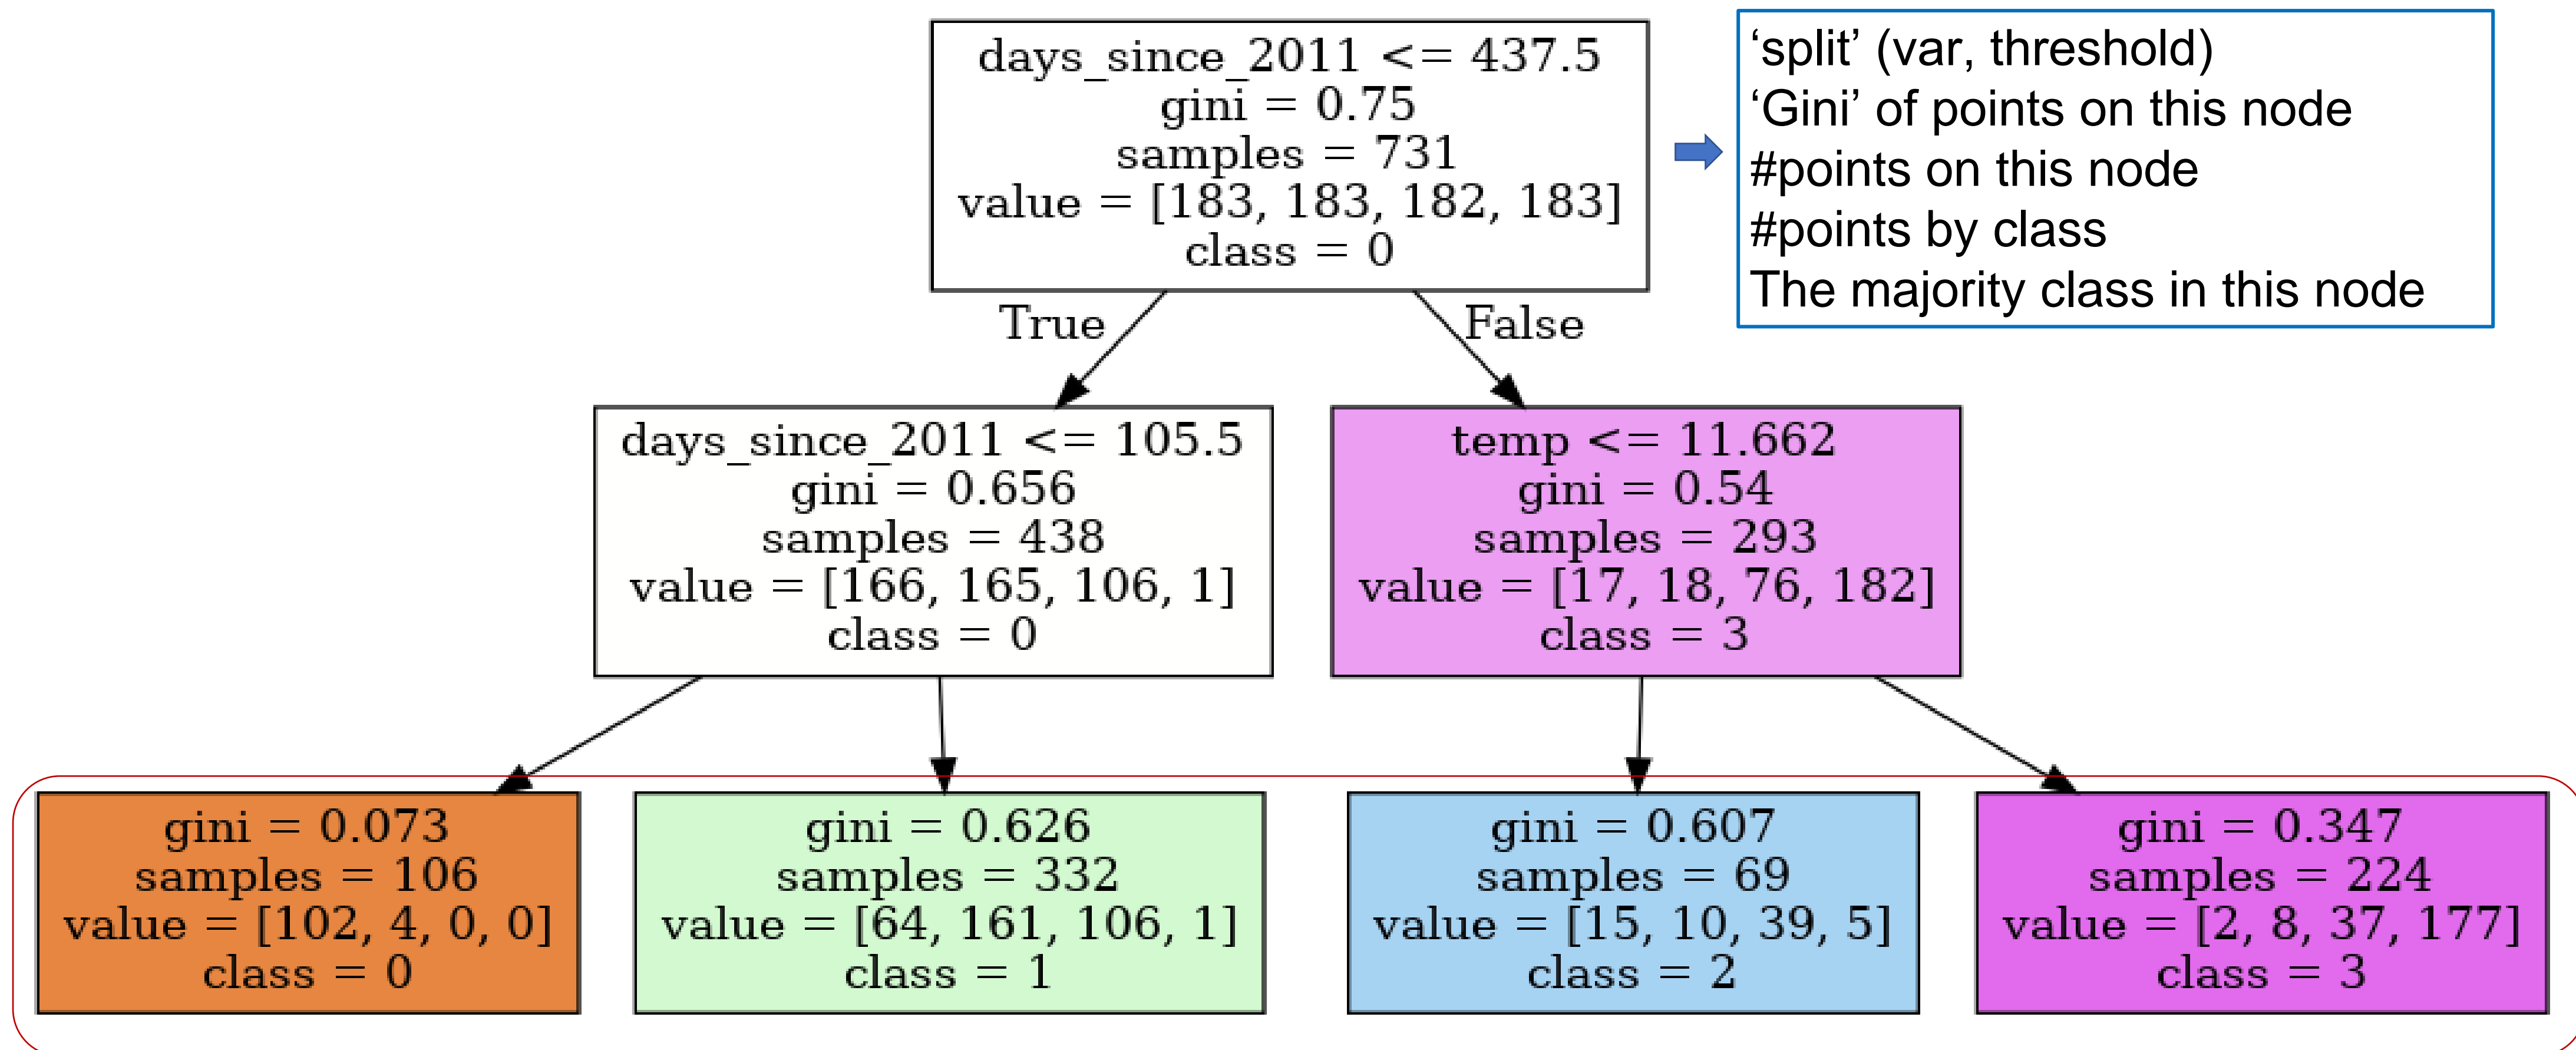 days_since_2011 <= 437.5
gini = 0.75
samples = 731
value = [183, 183, 182, 183]
class = 0
‘split’ (var, threshold)
‘Gini’ of points on this node
#points on this node
#points by class
The majority class in this node
True
False
days_since_2011 <= 105.5
gini = 0.656
samples = 438
value = [166, 165, 106, 1]
class = 0
temp <= 11.662
gini = 0.54
samples = 293
value = [17, 18, 76, 182]
class = 3
gini = 0.073
samples = 106
value = [102, 4, 0, 0]
class = 0
gini = 0.626
samples = 332
value = [64, 161, 106, 1]
class = 1
gini = 0.607
samples = 69
value = [15, 10, 39, 5]
class = 2
gini = 0.347
samples = 224
value = [2, 8, 37, 177]
class = 3